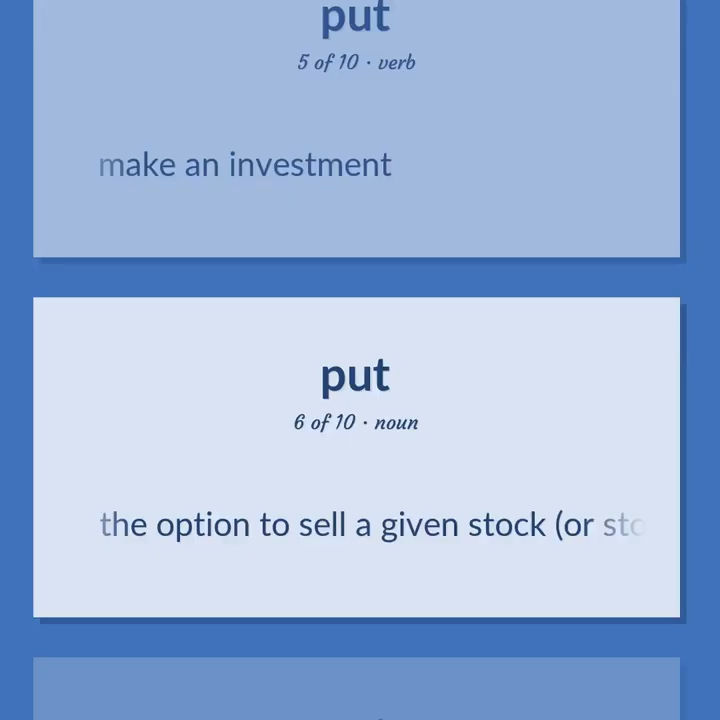 put
5 of 10 · verb
make an investment
put
6 of 10 · noun
the option to sell a given stock (or